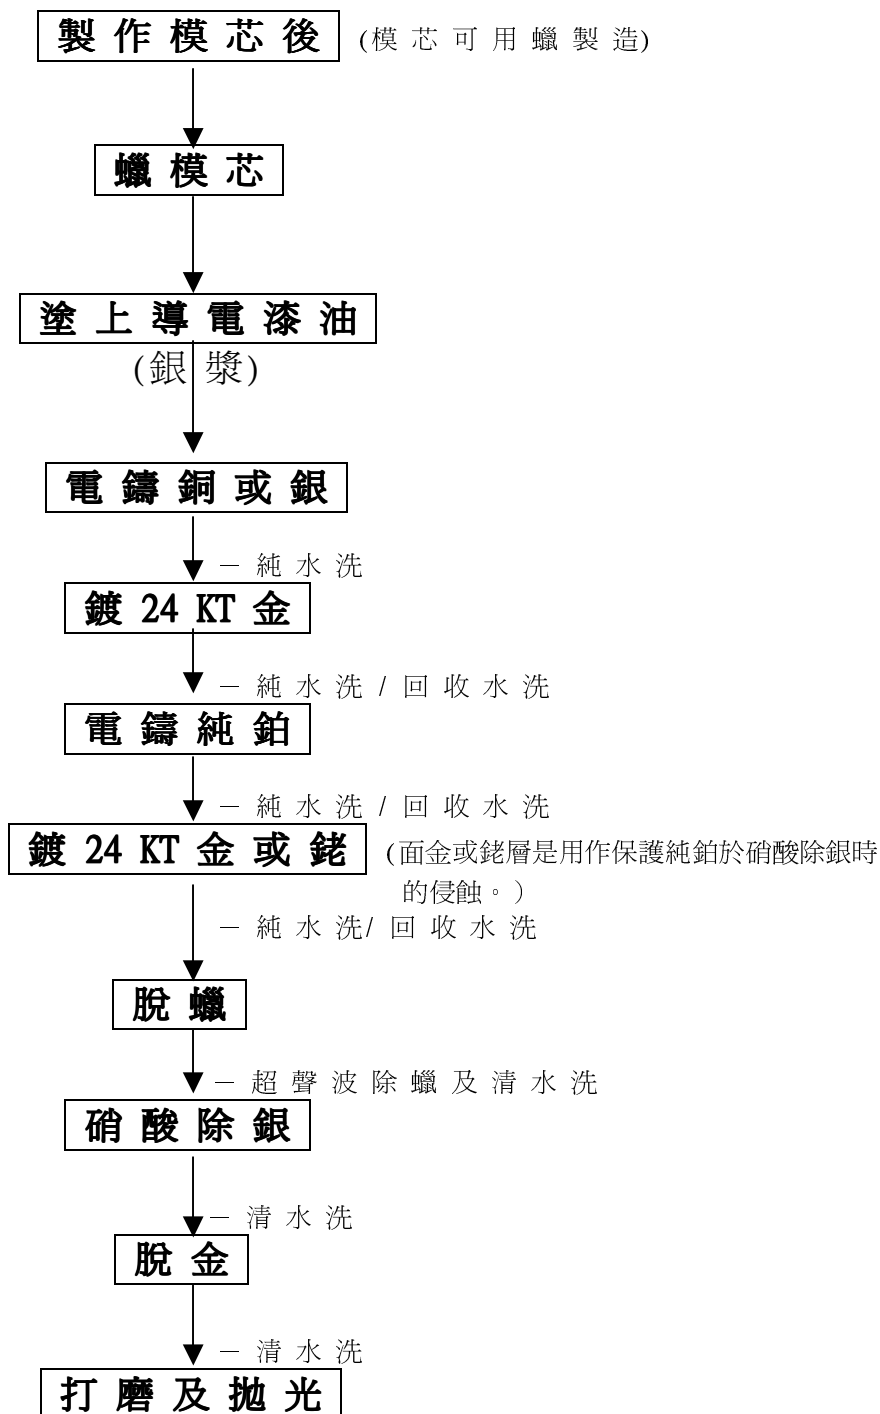 製作模芯後 (模芯可用蠟製造)
蠟模芯
塗上導電漆油
(銀漿)
電鑄銅或銀
— 純水洗
鍍 24 KT 金
— 純水洗 / 回收水洗
電鑄純鉑
— 純水洗 / 回收水洗
鍍 24 KT 金或銠 (面金或銠層是用作保護純鉑於硝酸除銀時
的侵蝕。)
— 純水洗/ 回收水洗
脫蠟
— 超聲波除蠟及清水洗
硝酸除銀
— 清水洗
脫金
— 清水洗
打磨及拋光